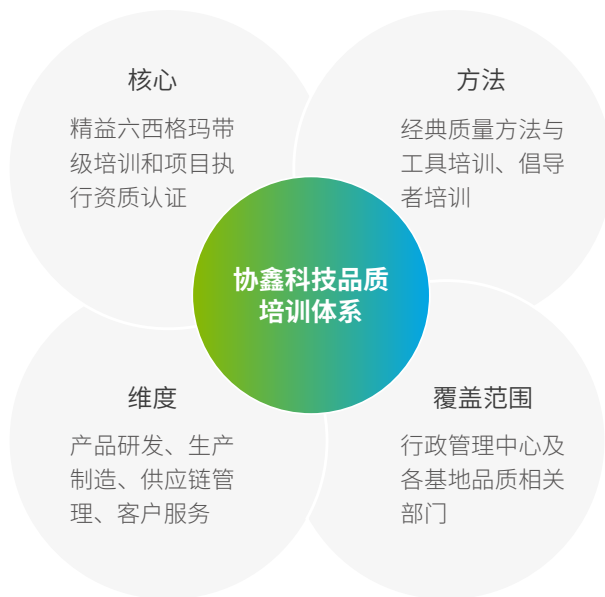 核心
精益六西格玛带
级培训和项目执
行资质认证
方法
经典质量方法与
工具培训、倡导
者培训
协鑫科技品质
培训体系
维度
产品研发、生产
制造、供应链管
理、客户服务
覆盖范围
行政管理中心及
各基地品质相关
部门